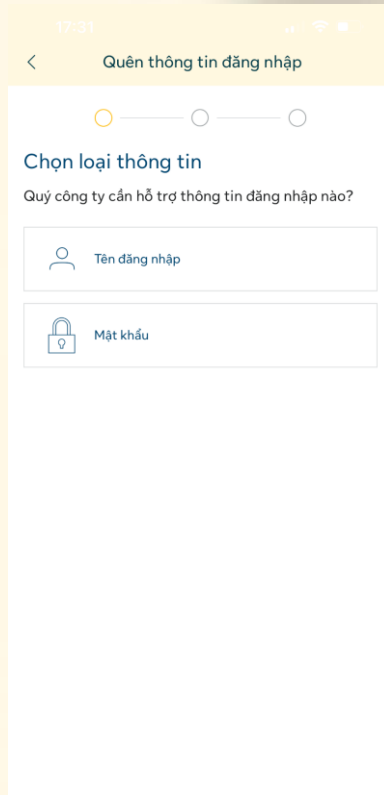 17:31
Quên thông tin đăng nhập
Chọn loại thông tin
Quý công ty cần hỗ trợ thông tin đăng nhập nào?
Tên đăng nhập
Mật khẩu